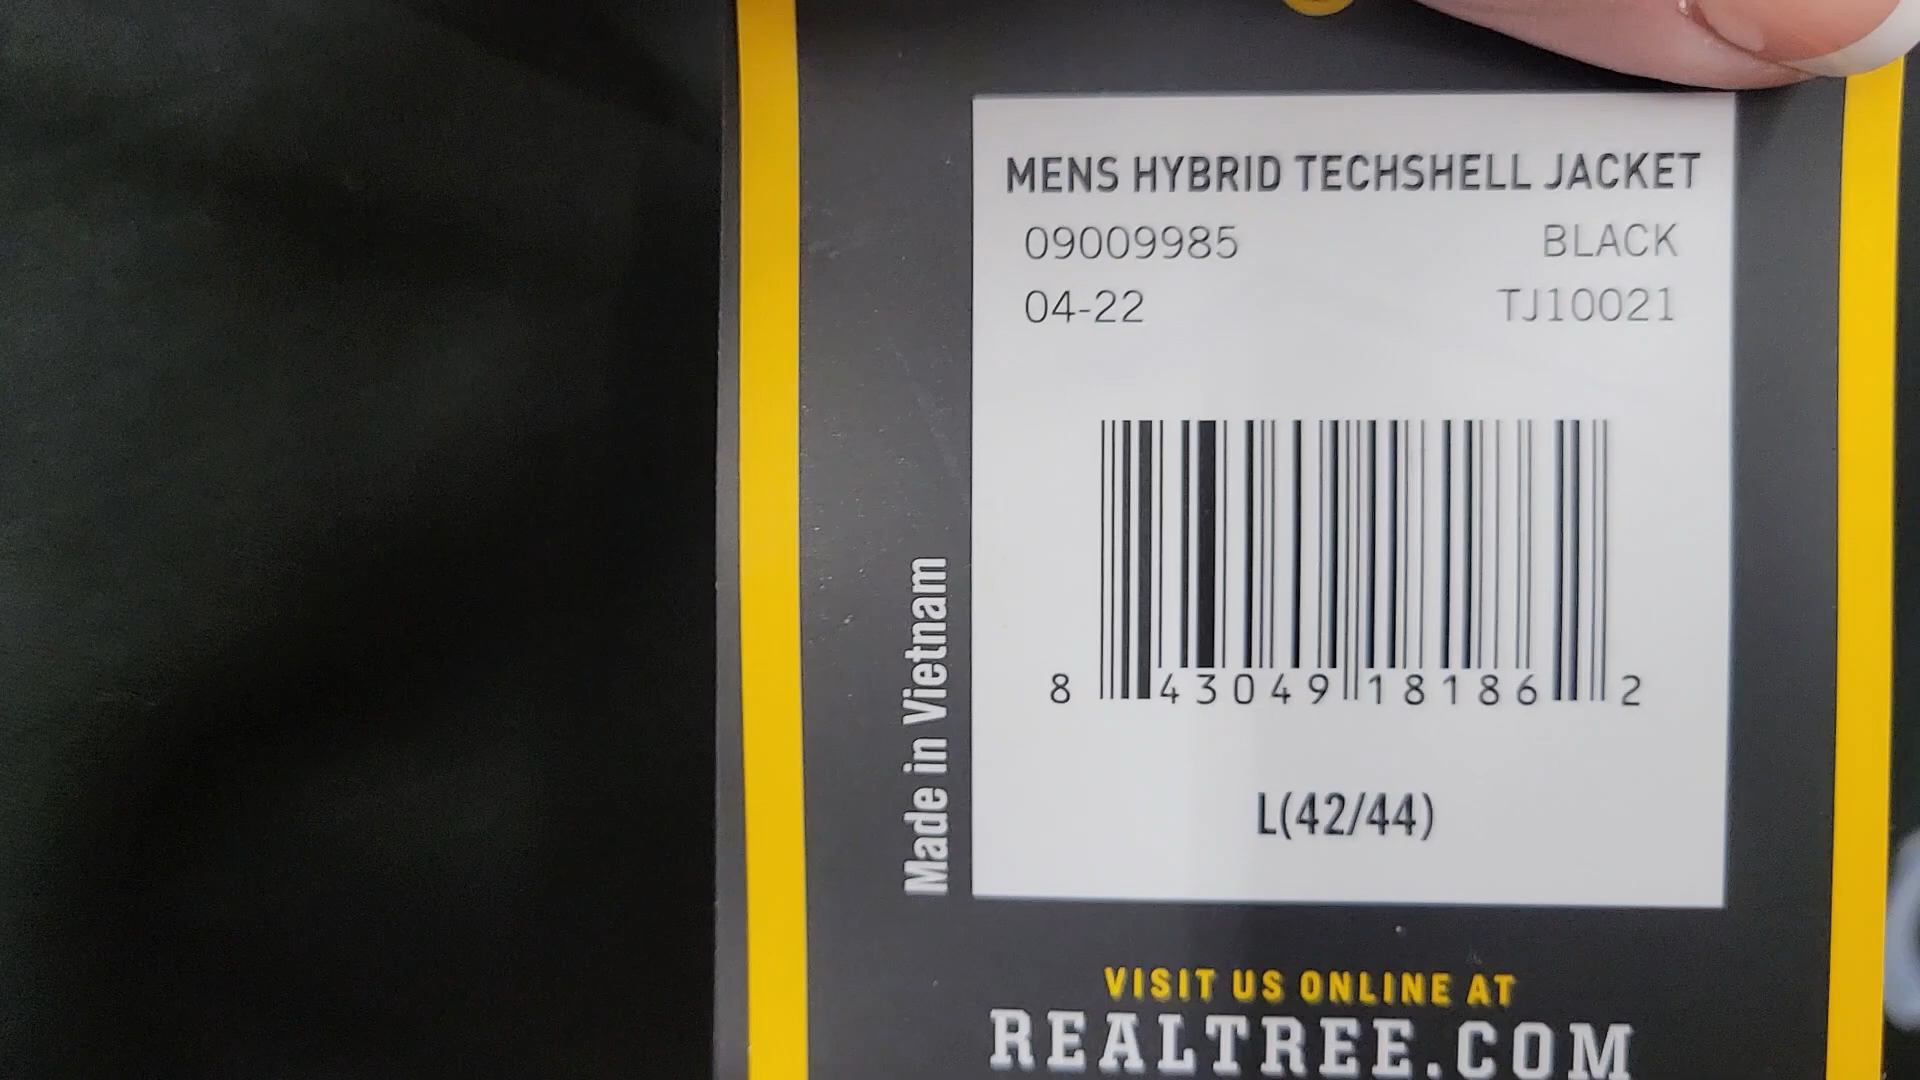 MENS HYBRID TECHSHELL JACKET
09009985 BLACK
04-22 TJ10021
8 43049 18186 2
L(42/44)
Made in Vietnam
VISIT US ONLINE AT
REALTREE.COM